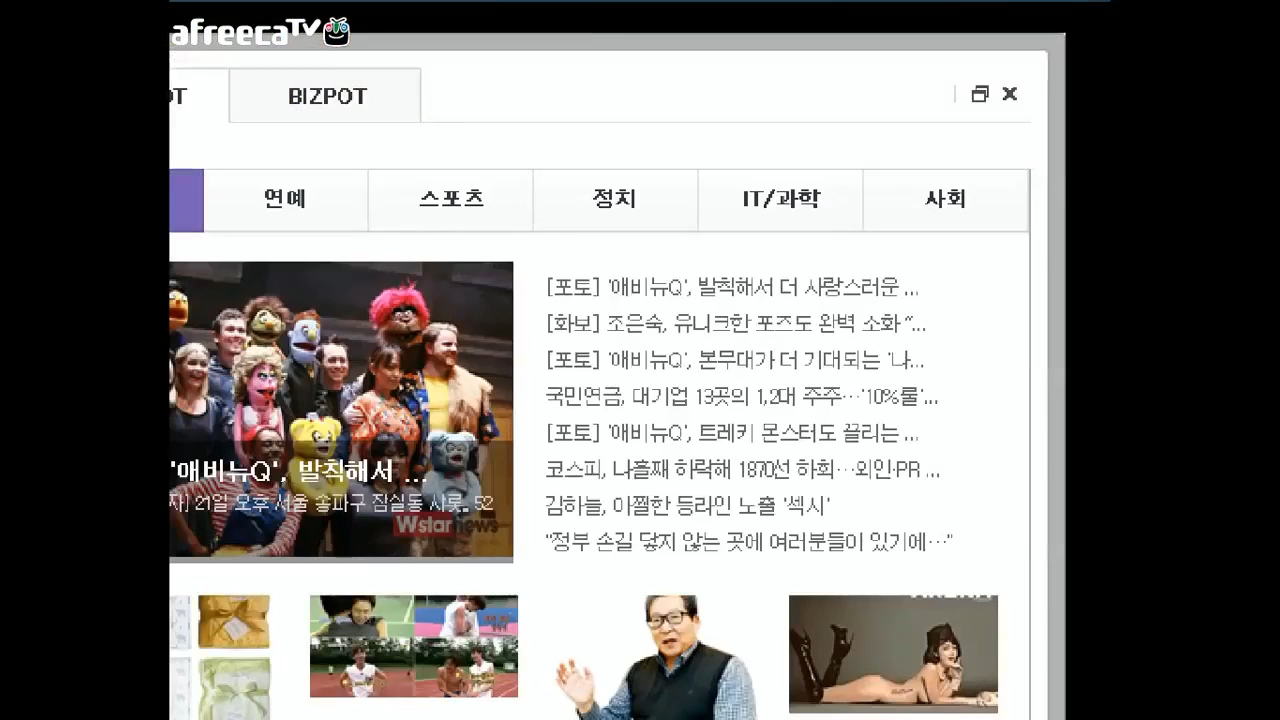 afreecaTV
OT
BIZPOT
연예
스포츠
정치
IT/과학
사회
[포토] '애비뉴Q', 발칙해서 더 사랑스러운 ...
[화보] 조은숙, 유니크한 포즈도 완벽 소화 "...
[포토] '애비뉴Q', 본무대가 더 기대되는 '나...
국민연금, 대기업 13곳의 1,2대 주주…'10%룰'...
[포토] '애비뉴Q', 트레키 몬스터도 끌리는 ...
코스피, 나흘째 하락해 1870선 하회…외인·PR ...
김하늘, 아찔한 등라인 노출 '섹시'
"정부 손길 닿지 않는 곳에 여러분들이 있기에…"
'애비뉴Q', 발칙해서 ...
자] 21일 오후 서울 송파구 잠실동 샤롯.. 52
Wstar news